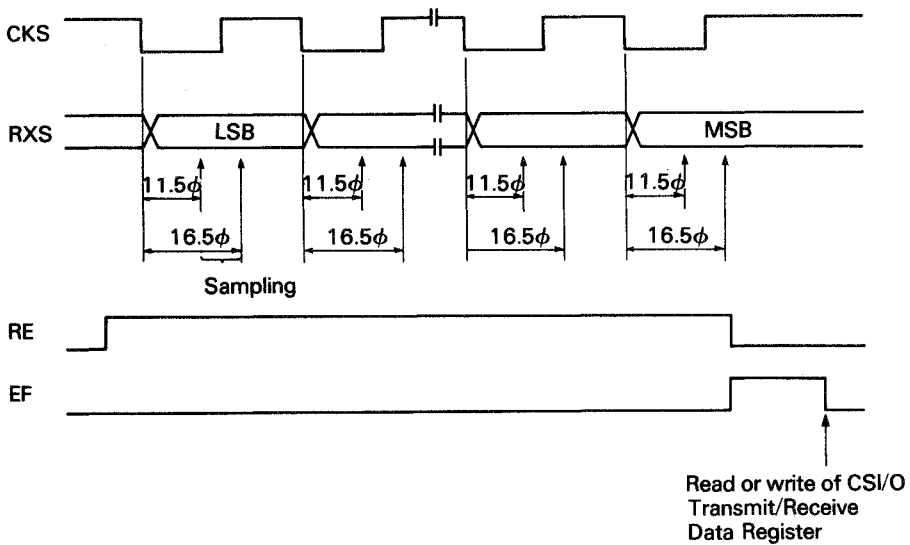 CKS
RXS
LSB
MSB
11.5φ
11.5φ
11.5φ
11.5φ
16.5φ
16.5φ
16.5φ
16.5φ
Sampling
RE
EF
Read or write of CSI/O
Transmit/Receive
Data Register